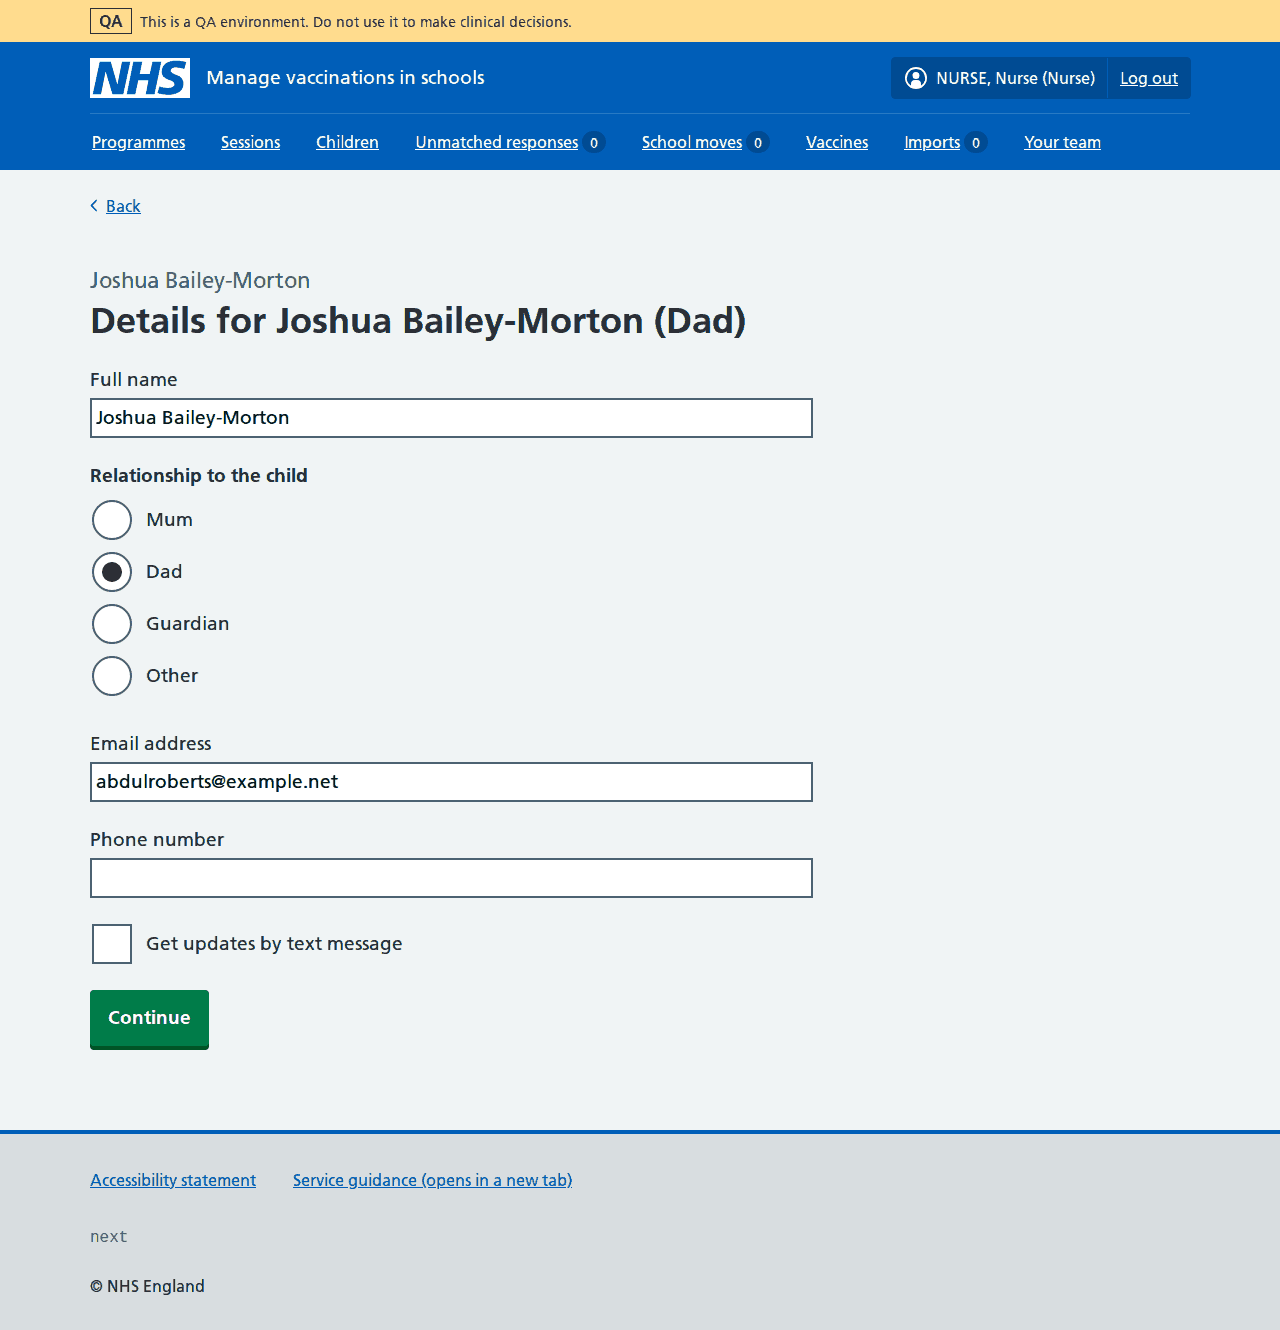 QA This is a QA environment. Do not use it to make clinical decisions.
NHS Manage vaccinations in schools NURSE, Nurse (Nurse) Log out
Programmes Sessions Children Unmatched responses 0 School moves 0 Vaccines Imports 0 Your team
Back
Joshua Bailey-Morton
Details for Joshua Bailey-Morton (Dad)
Full name
Joshua Bailey-Morton
Relationship to the child
Mum
Dad
Guardian
Other
Email address
abdulroberts@example.net
Phone number
Get updates by text message
Continue
Accessibility statement Service guidance (opens in a new tab)
next
© NHS England